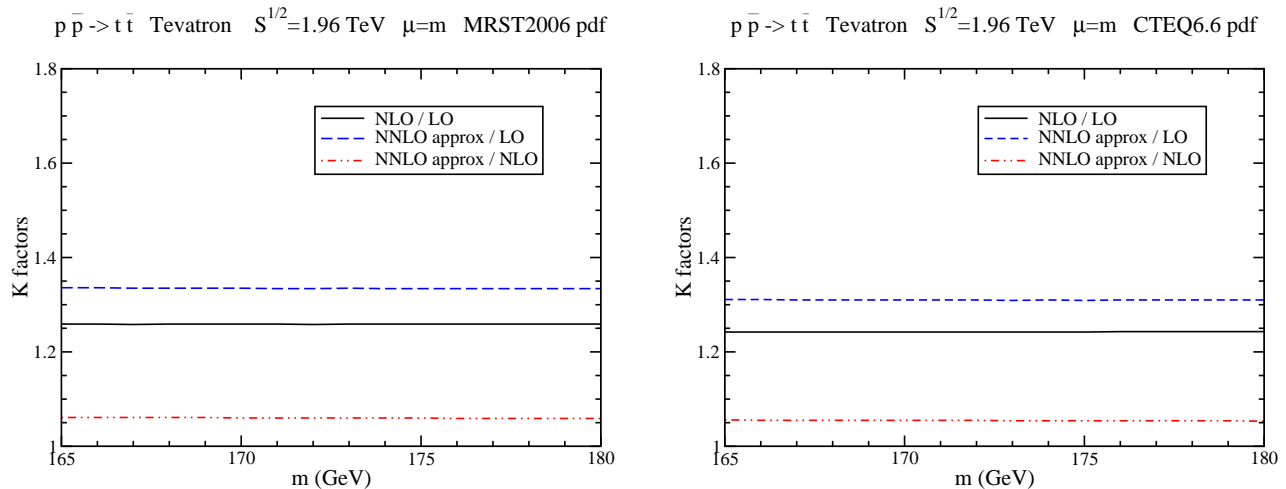 p p̄ -> t t̄ Tevatron S^1/2=1.96 TeV μ=m MRST2006 pdf
1.8
1.6
1.4
1.2
1
K factors
NLO / LO
NNLO approx / LO
NNLO approx / NLO
165 170 175 180
m (GeV)
p p̄ -> t t̄ Tevatron S^1/2=1.96 TeV μ=m CTEQ6.6 pdf
1.8
1.6
1.4
1.2
1
K factors
NLO / LO
NNLO approx / LO
NNLO approx / NLO
165 170 175 180
m (GeV)